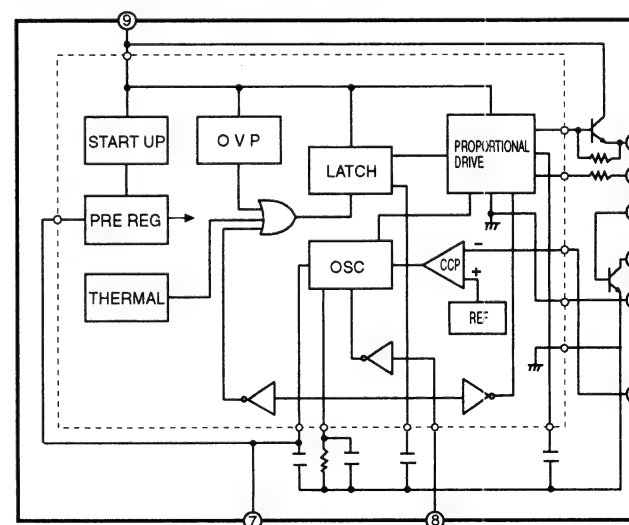 9
START UP
O V P
LATCH
PROPORTIONAL
DRIVE
PRE REG
THERMAL
OSC
CCP
−
+
REF
7
8